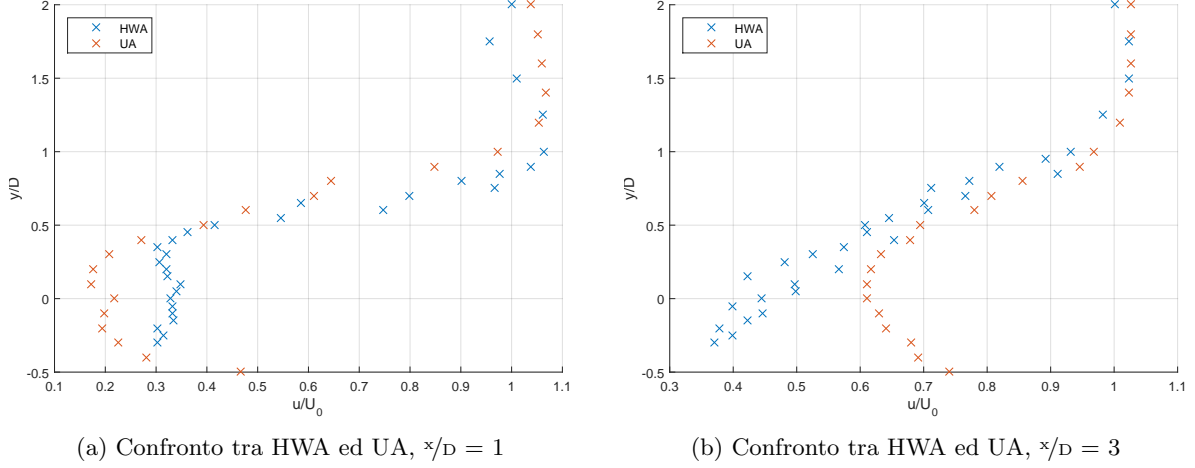 2
1.5
1
0.5
0
-0.5
y/D
HWA
UA
0.1 0.2 0.3 0.4 0.5 0.6 0.7 0.8 0.9 1 1.1
u/U0
(a) Confronto tra HWA ed UA, x/D = 1
2
1.5
1
0.5
0
-0.5
y/D
HWA
UA
0.3 0.4 0.5 0.6 0.7 0.8 0.9 1 1.1
u/U0
(b) Confronto tra HWA ed UA, x/D = 3